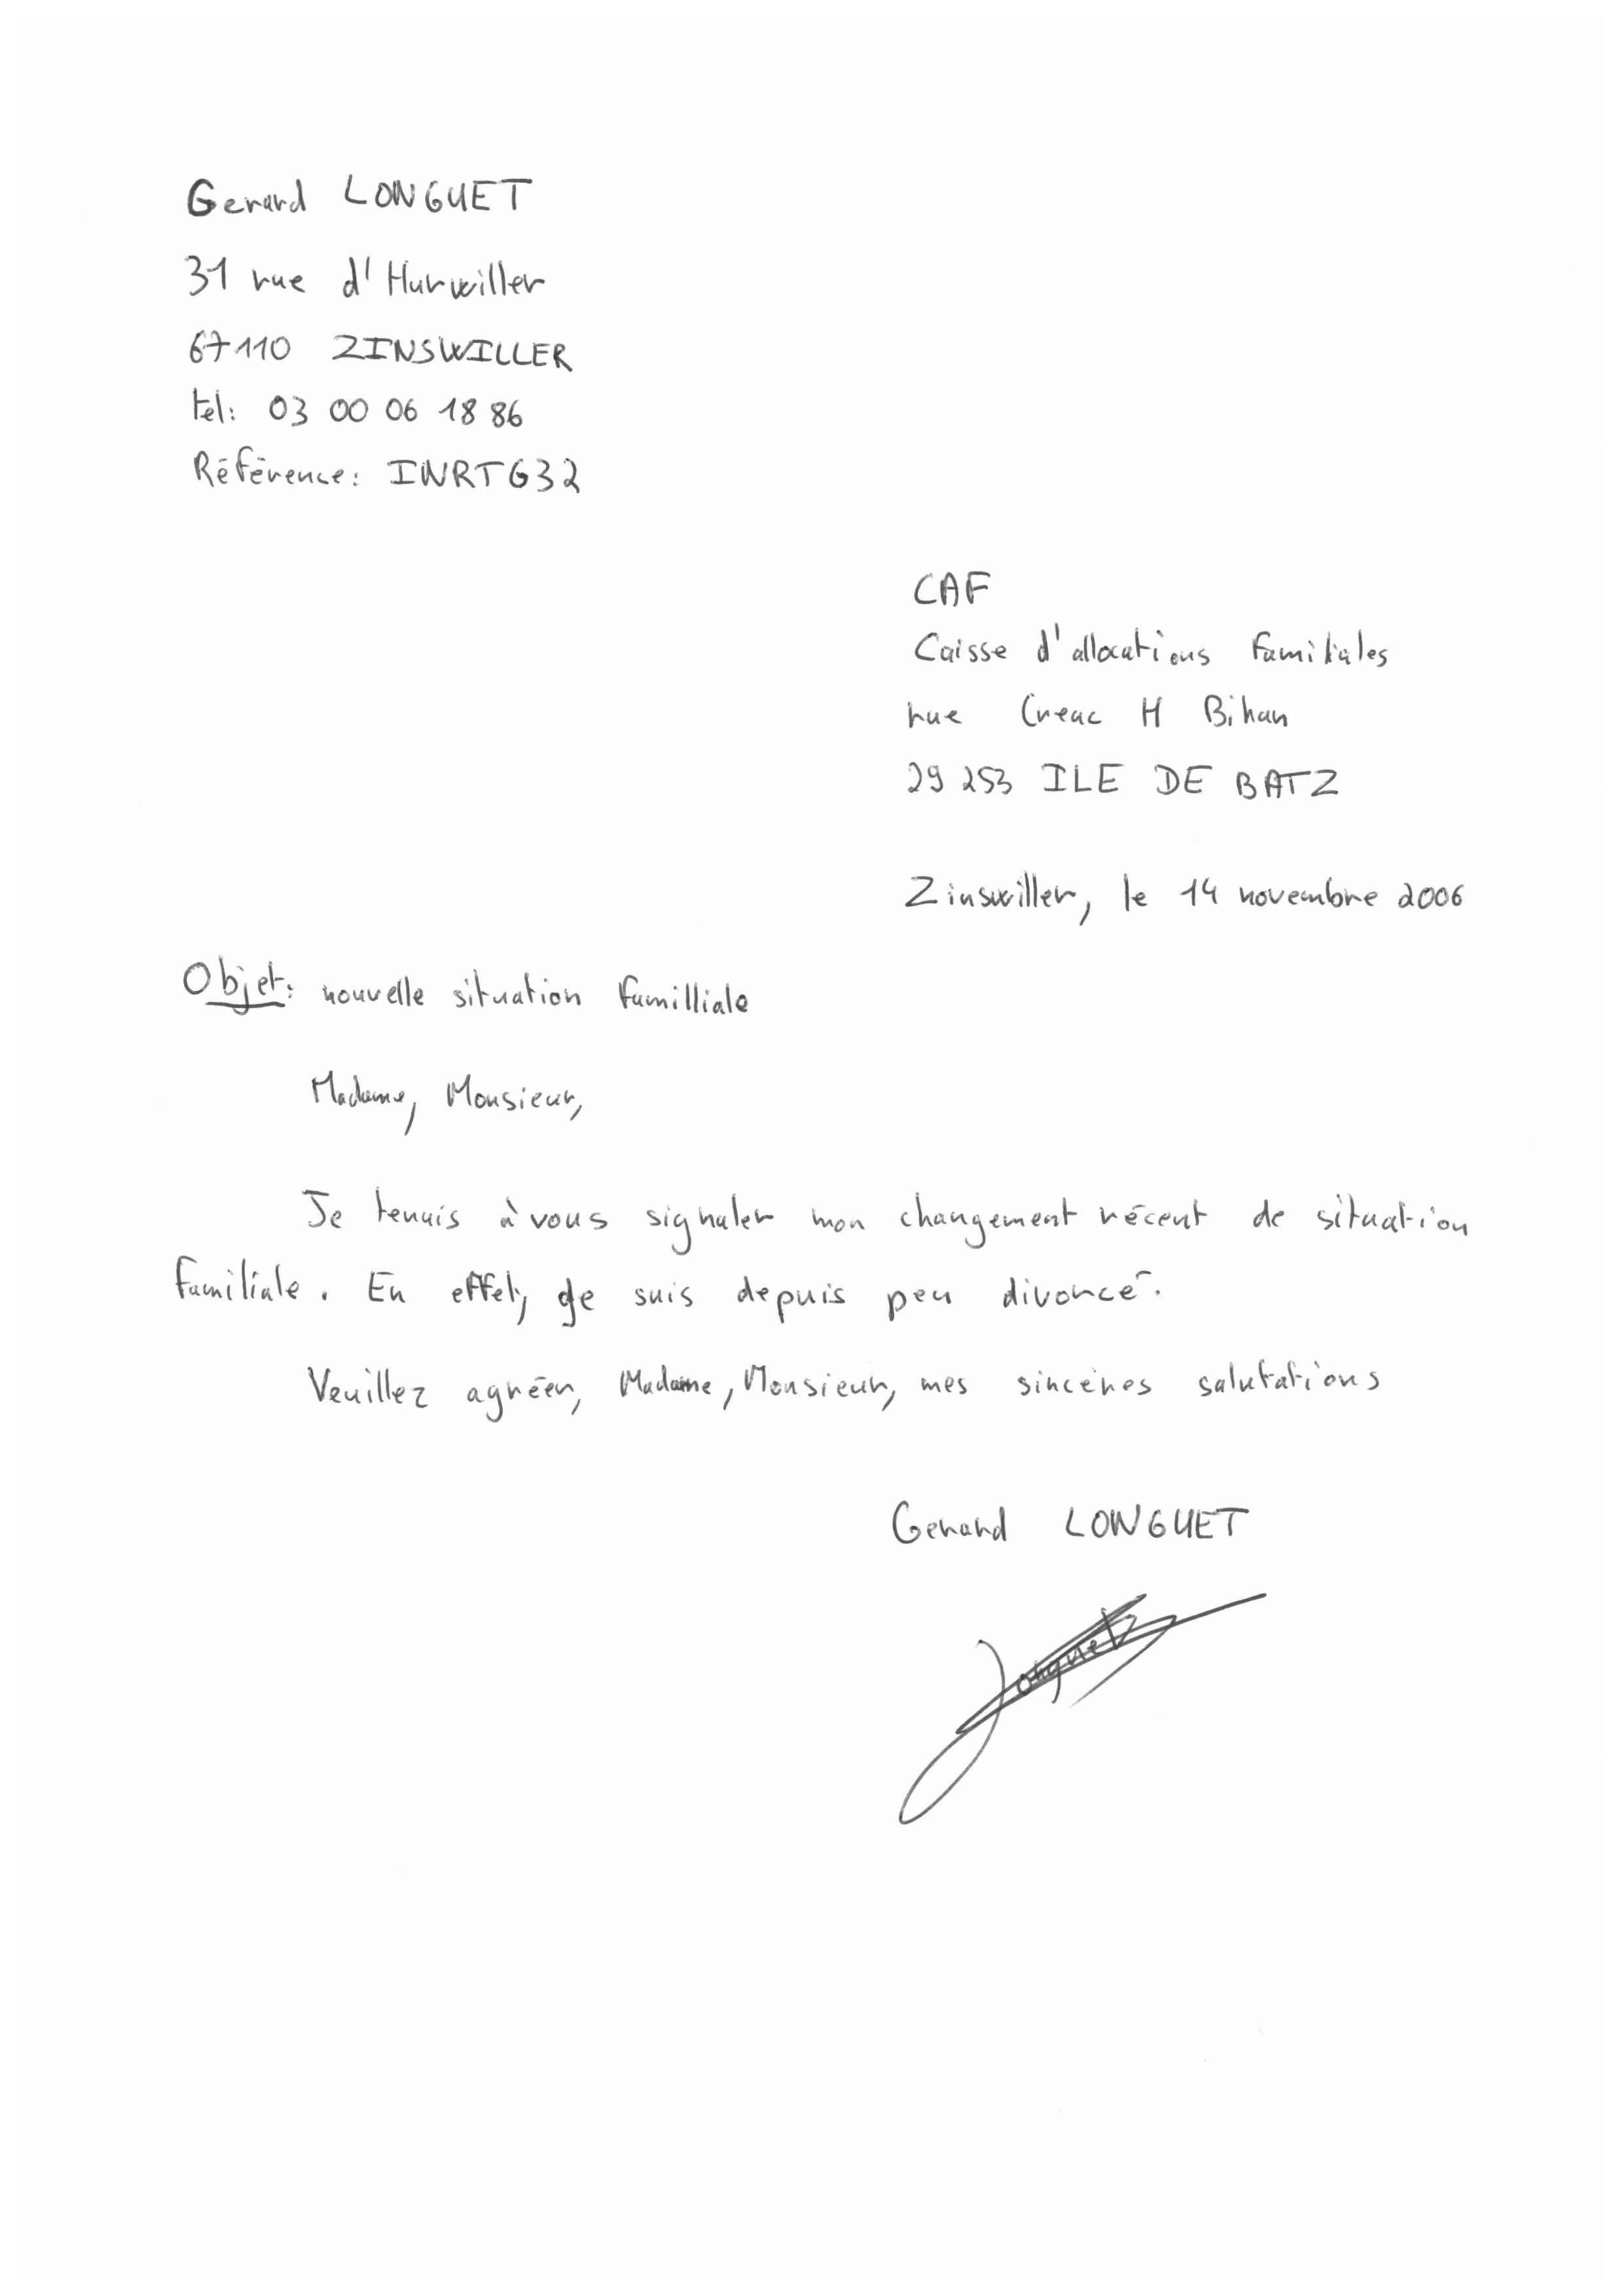 Gerard LONGUET
31 rue d'Hurwiller
67110 ZINSWILLER
tel: 03 00 06 18 86
Référence: INRTG32
CAF
Caisse d'allocations familiales
rue Creac H Bihan
29 253 ILE DE BATZ
Zinswiller, le 14 novembre 2006
Objet: nouvelle situation familliale
Madame, Monsieur,
Je tenais à vous signaler mon changement récent de situation
familiale. En effet, je suis depuis peu divorcé.
Veuillez agréer, Madame, Monsieur, mes sincères salutations
Gerard LONGUET
Longuet